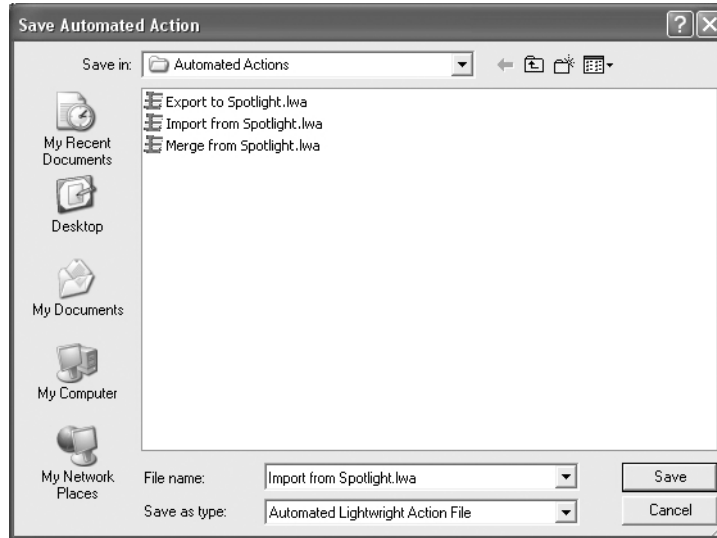 Save Automated Action
Save in:
Automated Actions
My Recent
Documents
Desktop
My Documents
My Computer
My Network
Places
Export to Spotlight.lwa
Import from Spotlight.lwa
Merge from Spotlight.lwa
File name:
Import from Spotlight.lwa
Save
Save as type:
Automated Lightwright Action File
Cancel